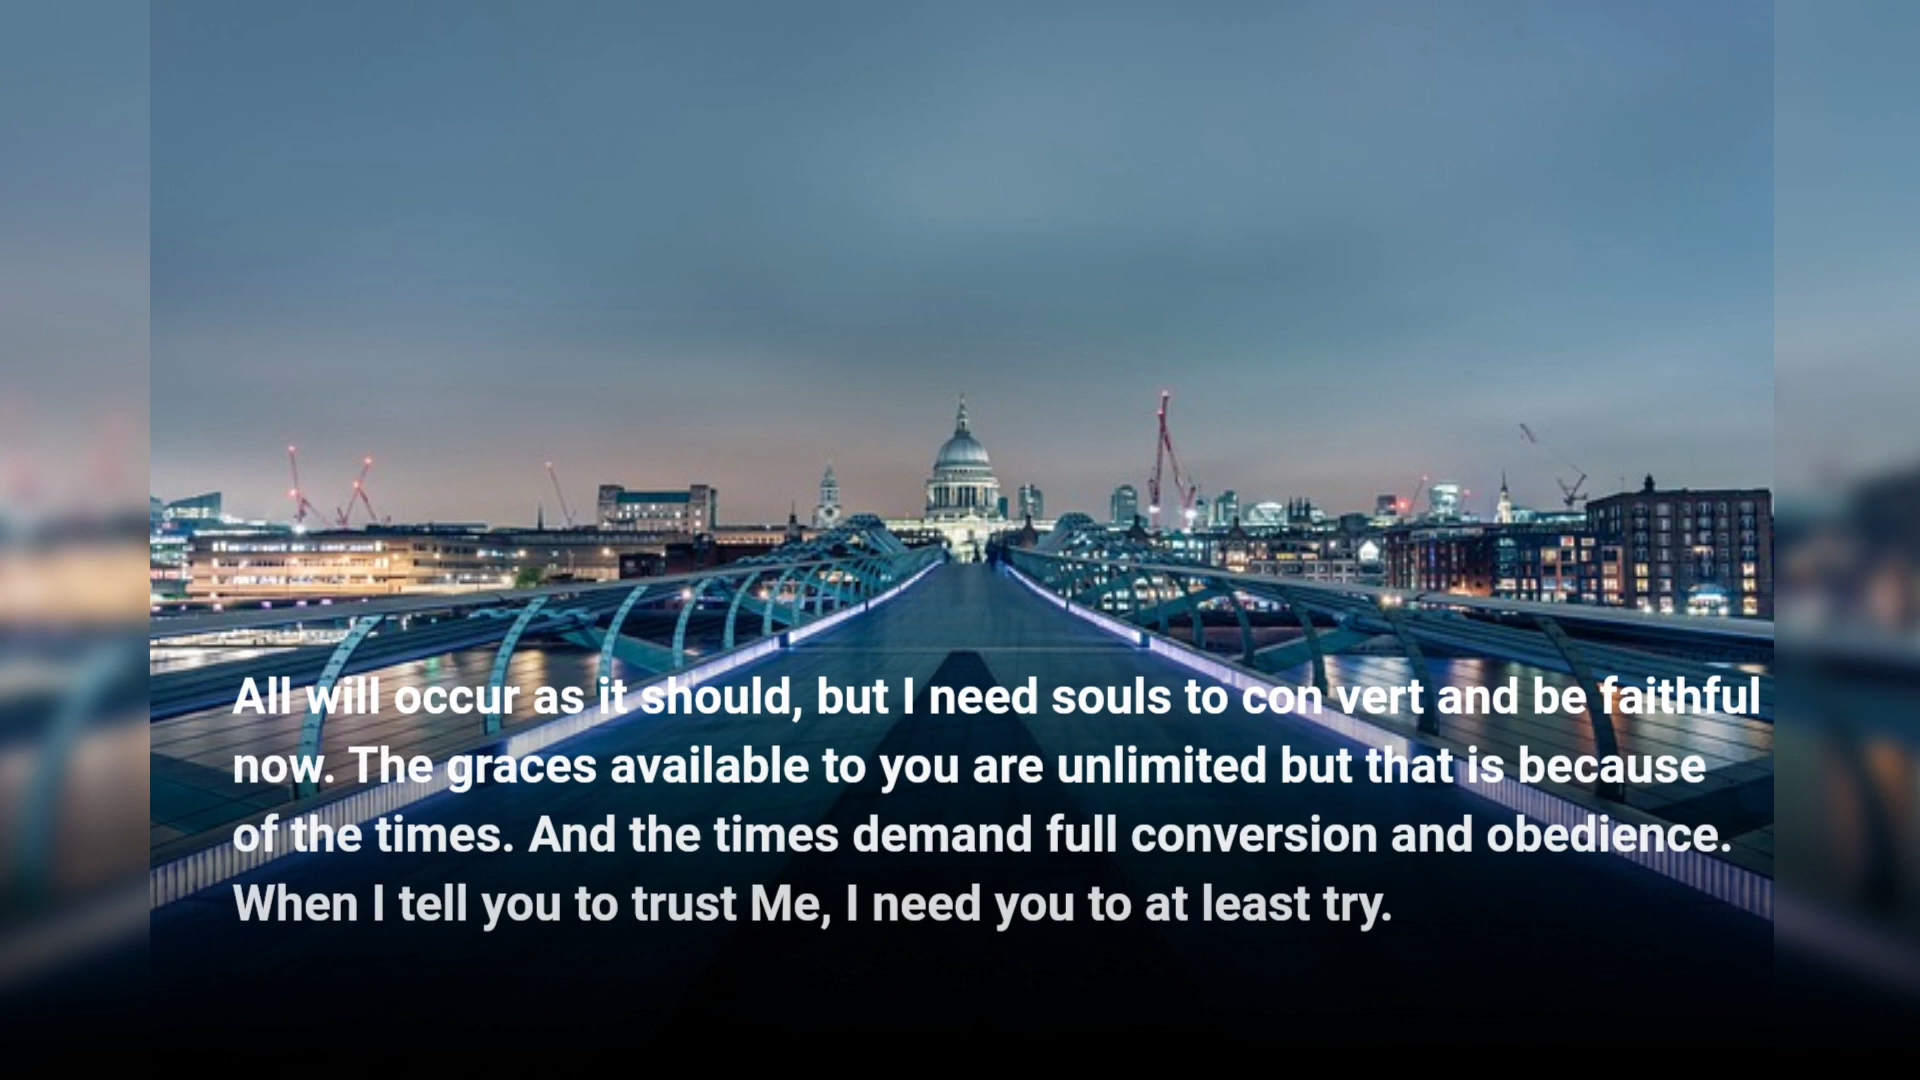 All will occur as it should, but I need souls to con vert and be faithful
now. The graces available to you are unlimited but that is because
of the times. And the times demand full conversion and obedience.
When I tell you to trust Me, I need you to at least try.